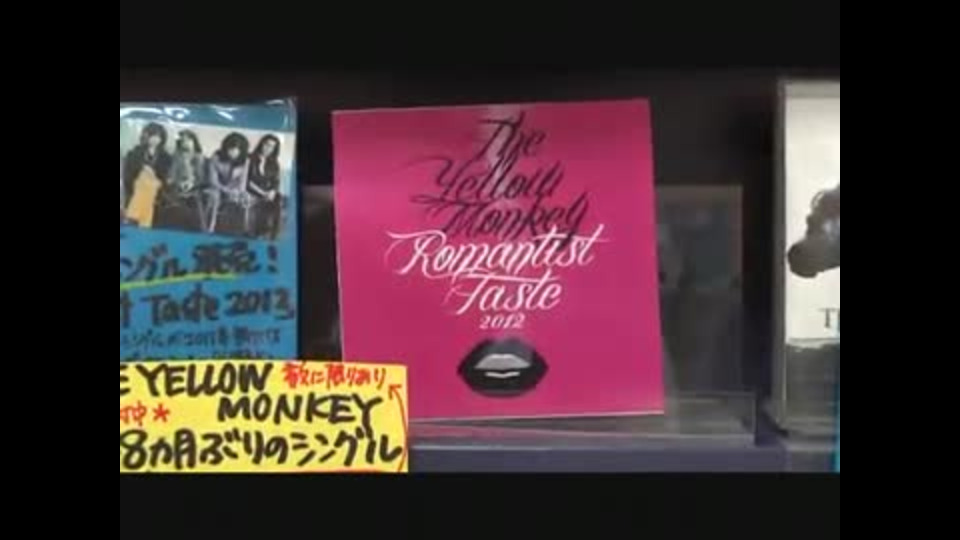 The
Yellow
Monkey
Romantist
Taste
2012
ングル 発売!
Taste 2013
E YELLOW 数に限りあり
中* MONKEY
8カ月ぶりのシングル
T